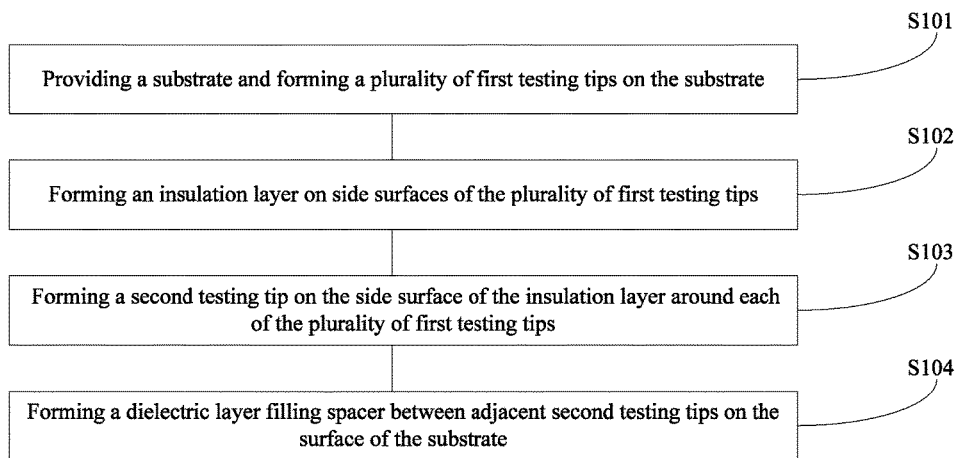 S101
Providing a substrate and forming a plurality of first testing tips on the substrate
S102
Forming an insulation layer on side surfaces of the plurality of first testing tips
S103
Forming a second testing tip on the side surface of the insulation layer around each
of the plurality of first testing tips
S104
Forming a dielectric layer filling spacer between adjacent second testing tips on the
surface of the substrate